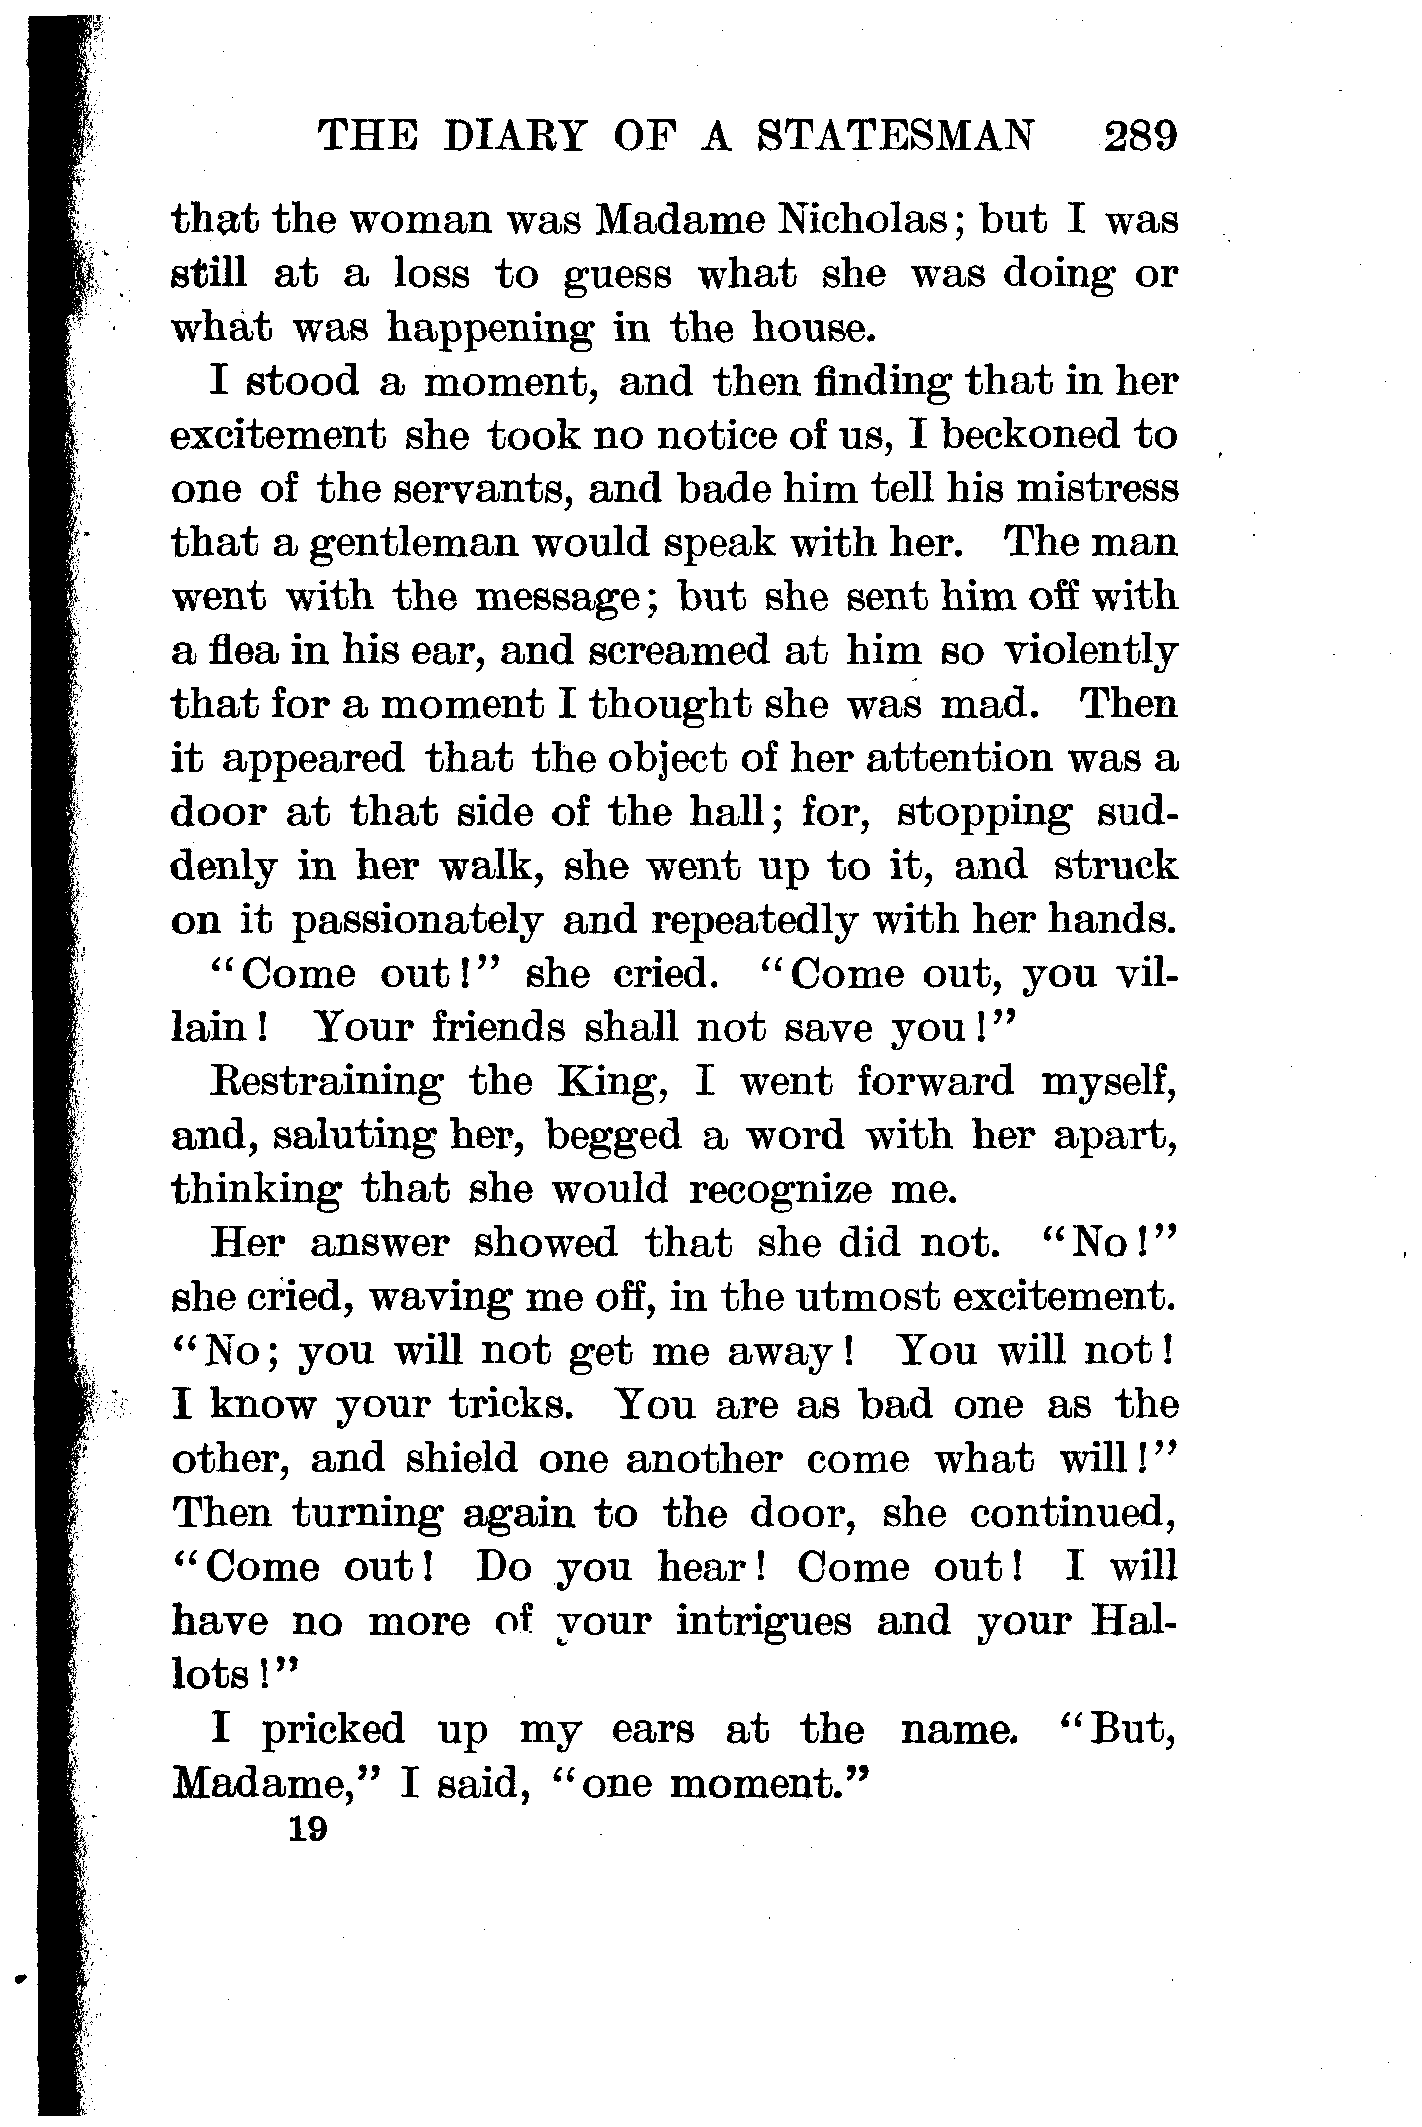 THE DIARY OF A STATESMAN 289
that the woman was Madame Nicholas; but I was
still at a loss to guess what she was doing or
what was happening in the house.
I stood a moment, and then finding that in her
excitement she took no notice of us, I beckoned to
one of the servants, and bade him tell his mistress
that a gentleman would speak with her. The man
went with the message; but she sent him off with
a flea in his ear, and screamed at him so violently
that for a moment I thought she was mad. Then
it appeared that the object of her attention was a
door at that side of the hall; for, stopping sud-
denly in her walk, she went up to it, and struck
on it passionately and repeatedly with her hands.
"Come out!" she cried. "Come out, you vil-
lain! Your friends shall not save you!"
Restraining the King, I went forward myself,
and, saluting her, begged a word with her apart,
thinking that she would recognize me.
Her answer showed that she did not. "No!"
she cried, waving me off, in the utmost excitement.
"No; you will not get me away! You will not!
I know your tricks. You are as bad one as the
other, and shield one another come what will!"
Then turning again to the door, she continued,
"Come out! Do you hear! Come out! I will
have no more of your intrigues and your Hal-
lots!"
I pricked up my ears at the name. "But,
Madame," I said, "one moment."
19